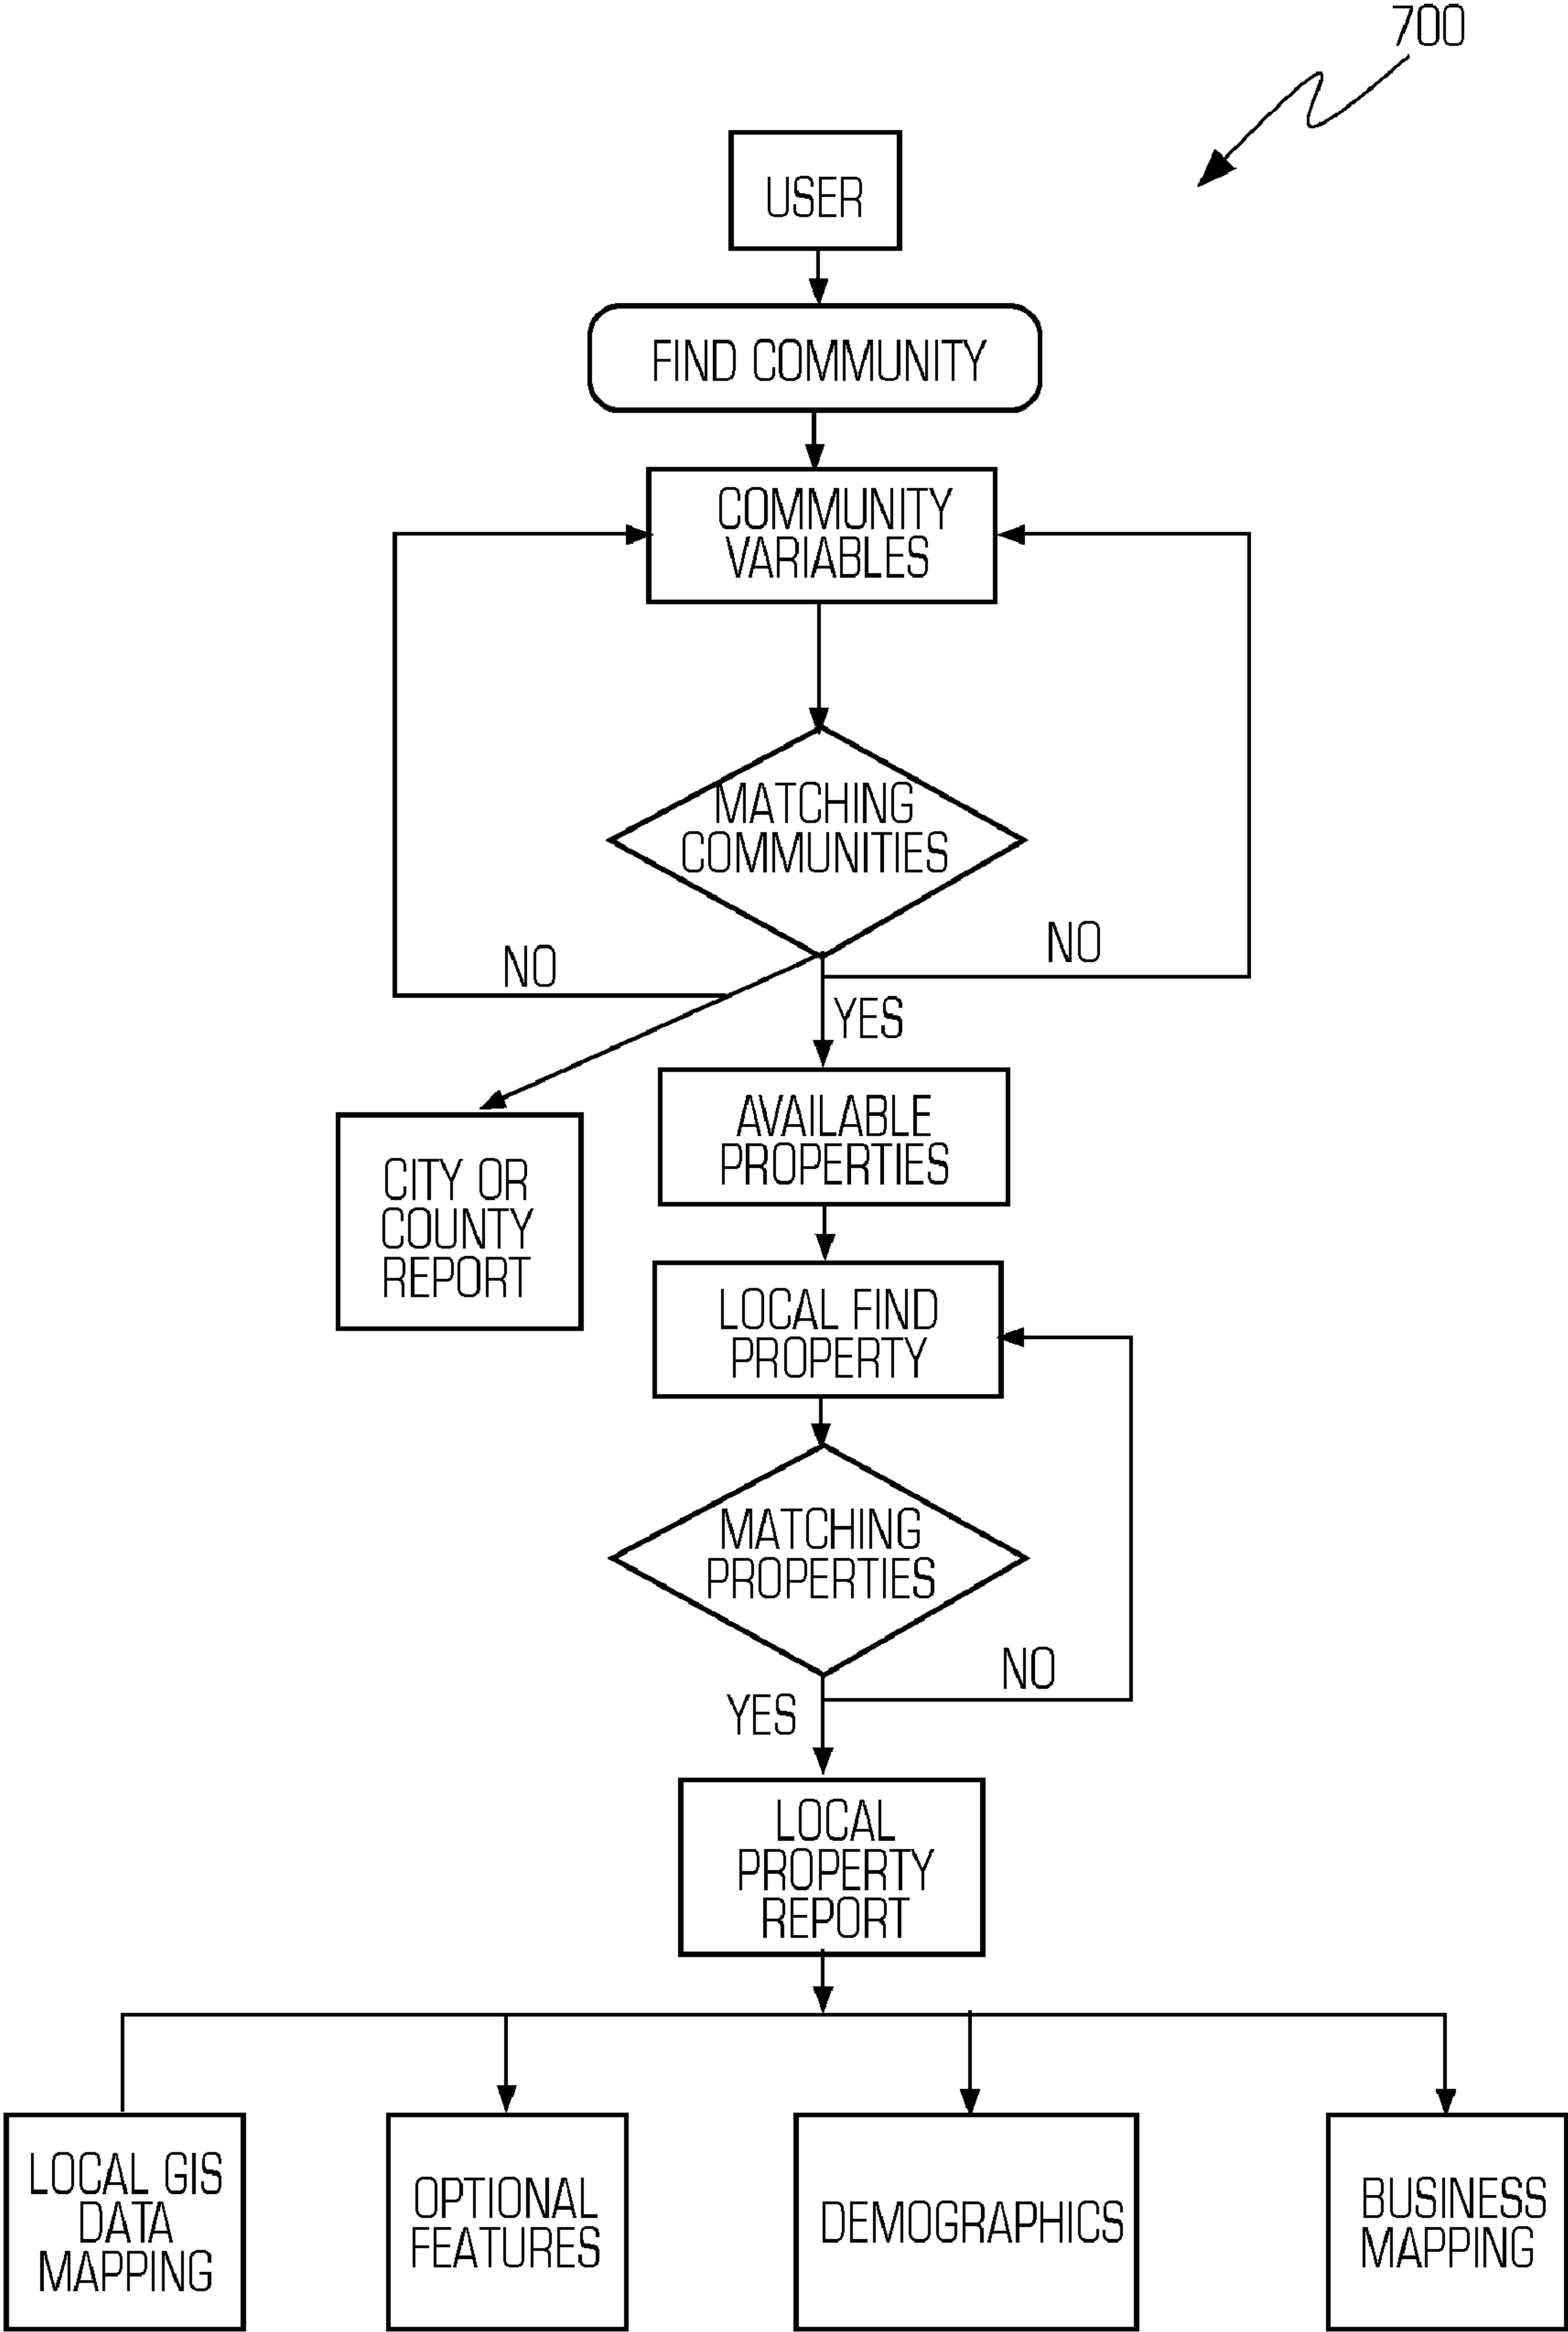 700
USER
FIND COMMUNITY
COMMUNITY
VARIABLES
MATCHING
COMMUNITIES
NO
NO
YES
AVAILABLE
PROPERTIES
CITY OR
COUNTY
REPORT
LOCAL FIND
PROPERTY
MATCHING
PROPERTIES
NO
YES
LOCAL
PROPERTY
REPORT
LOCAL GIS
DATA
MAPPING
OPTIONAL
FEATURES
DEMOGRAPHICS
BUSINESS
MAPPING